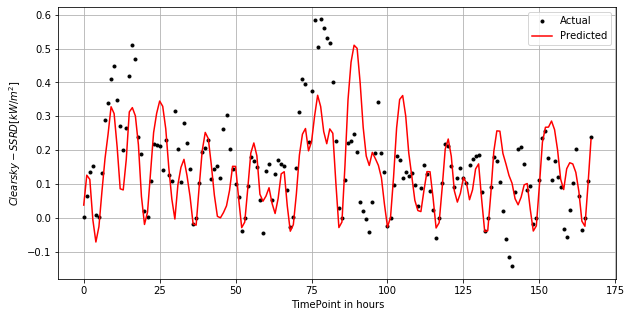 Actual
Predicted
0.6
0.5
0.4
0.3
0.2
0.1
0.0
−0.1
Clearsky − SSRD[kW/m²]
0 25 50 75 100 125 150 175
TimePoint in hours